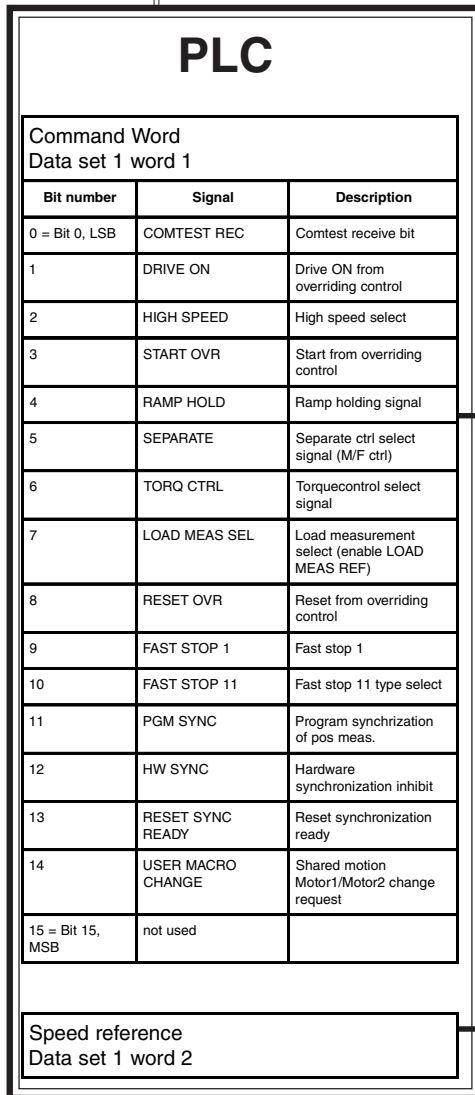 PLC
Command Word
Data set 1 word 1
Bit number Signal Description
0 = Bit 0, LSB COMTEST REC Comtest receive bit
1 DRIVE ON Drive ON from
overriding control
2 HIGH SPEED High speed select
3 START OVR Start from overriding
control
4 RAMP HOLD Ramp holding signal
5 SEPARATE Separate ctrl select
signal (M/F ctrl)
6 TORQ CTRL Torquecontrol select
signal
7 LOAD MEAS SEL Load measurement
select (enable LOAD
MEAS REF)
8 RESET OVR Reset from overriding
control
9 FAST STOP 1 Fast stop 1
10 FAST STOP 11 Fast stop 11 type select
11 PGM SYNC Program synchrization
of pos meas.
12 HW SYNC Hardware
synchronization inhibit
13 RESET SYNC Reset synchronization
READY ready
14 USER MACRO Shared motion
CHANGE Motor1/Motor2 change
request
15 = Bit 15, not used
MSB
Speed reference
Data set 1 word 2